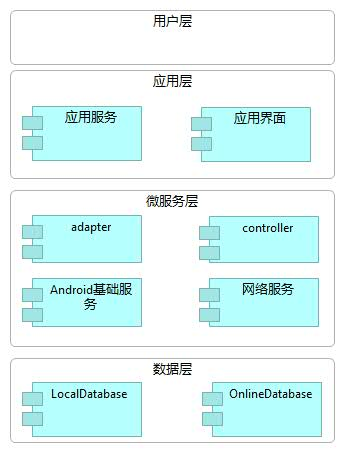 用户层
应用层
应用服务
应用界面
微服务层
adapter
controller
Android基础服
务
网络服务
数据层
LocalDatabase
OnlineDatabase